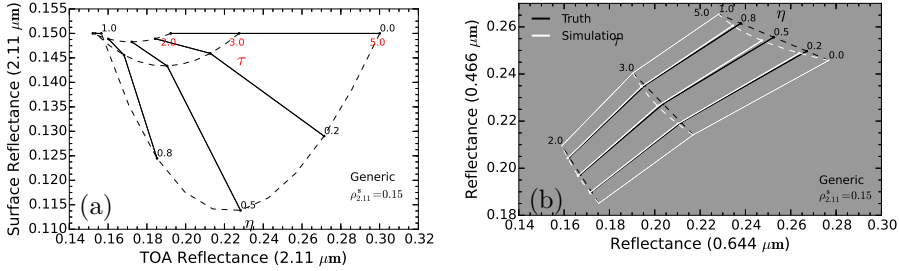 0.155
0.150
0.145
0.140
0.135
0.130
0.125
0.120
0.115
0.110
Surface Reflectance (2.11 μm)
1.0
2.0
3.0
0.0
5.0
τ
0.2
0.8
0.5
η
Generic
ρˢ2.11=0.15
(a)
0.14 0.16 0.18 0.20 0.22 0.24 0.26 0.28 0.30 0.32
TOA Reflectance (2.11 μm)
0.26
0.24
0.22
0.20
0.18
Reflectance (0.466 μm)
Truth
Simulation
τ
5.0
1.0
η
0.8
0.5
0.2
0.0
3.0
2.0
Generic
ρˢ2.11=0.15
(b)
0.14 0.16 0.18 0.20 0.22 0.24 0.26 0.28 0.30
Reflectance (0.644 μm)